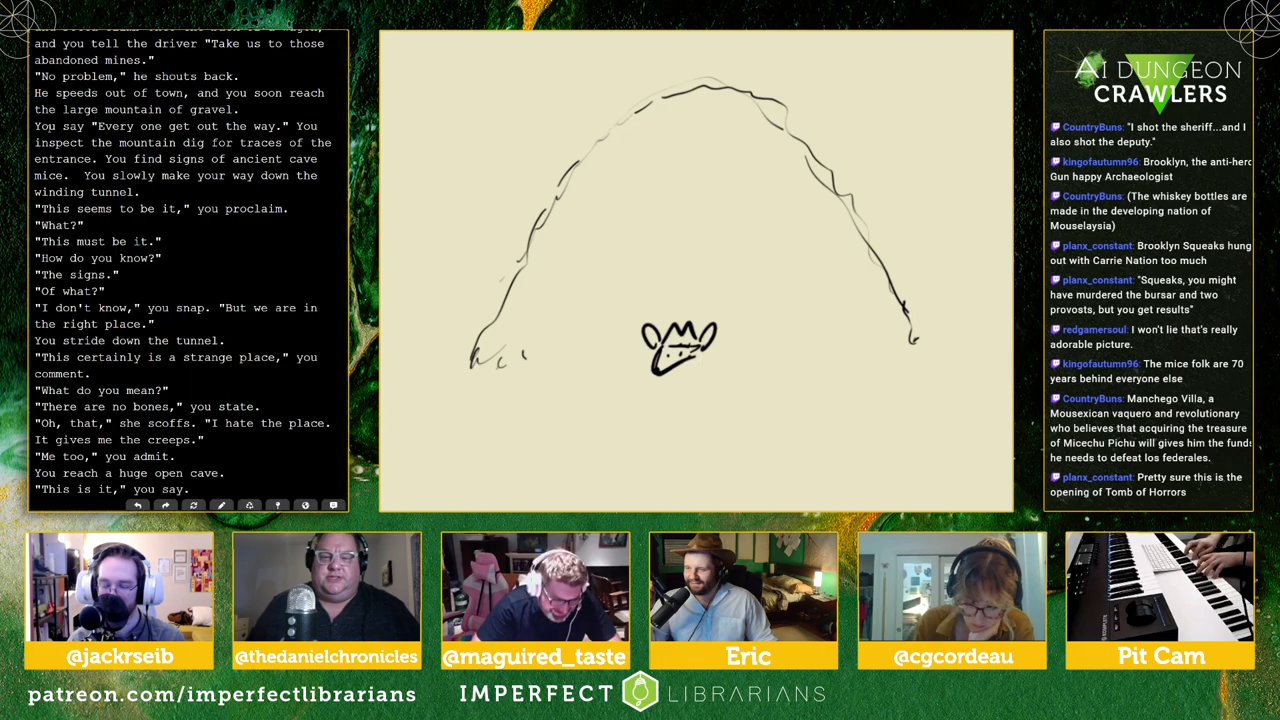 and you tell the driver "Take us to those
abandoned mines."
"No problem," he shouts back.
He speeds out of town, and you soon reach
the large mountain of gravel.
You say "Every one get out the way." You
inspect the mountain dig for traces of the
entrance. You find signs of ancient cave
mice.  You slowly make your way down the
winding tunnel.
"This seems to be it," you proclaim.
"What?"
"This must be it."
"How do you know?"
"The signs."
"Of what?"
"I don't know," you snap. "But we are in
the right place."
You stride down the tunnel.
"This certainly is a strange place," you
comment.
"What do you mean?"
"There are no bones," you state.
"Oh, that," she scoffs. "I hate the place.
It gives me the creeps."
"Me too," you admit.
You reach a huge open cave.
"This is it," you say.
AI DUNGEON
CRAWLERS
CountryBuns: "I shot the sheriff...and I
also shot the deputy."
kingofautumn96: Brooklyn, the anti-hero
Gun happy Archaeologist
CountryBuns: (The whiskey bottles are
made in the developing nation of
Mouselaysia)
planx_constant: Brooklyn Squeaks hung
out with Carrie Nation too much
planx_constant: "Squeaks, you might
have murdered the bursar and two
provosts, but you get results"
redgamersoul: I won't lie that's really
adorable picture.
kingofautumn96: The mice folk are 70
years behind everyone else
CountryBuns: Manchego Villa, a
Mousexican vaquero and revolutionary
who believes that acquiring the treasure
of Micechu Pichu will gives him the funds
he needs to defeat los federales.
planx_constant: Pretty sure this is the
opening of Tomb of Horrors
@jackrseib
@thedanielchronicles
@maguired_taste
Eric
@cgcordeau
Pit Cam
patreon.com/imperfectlibrarians
IMPERFECT LIBRARIANS